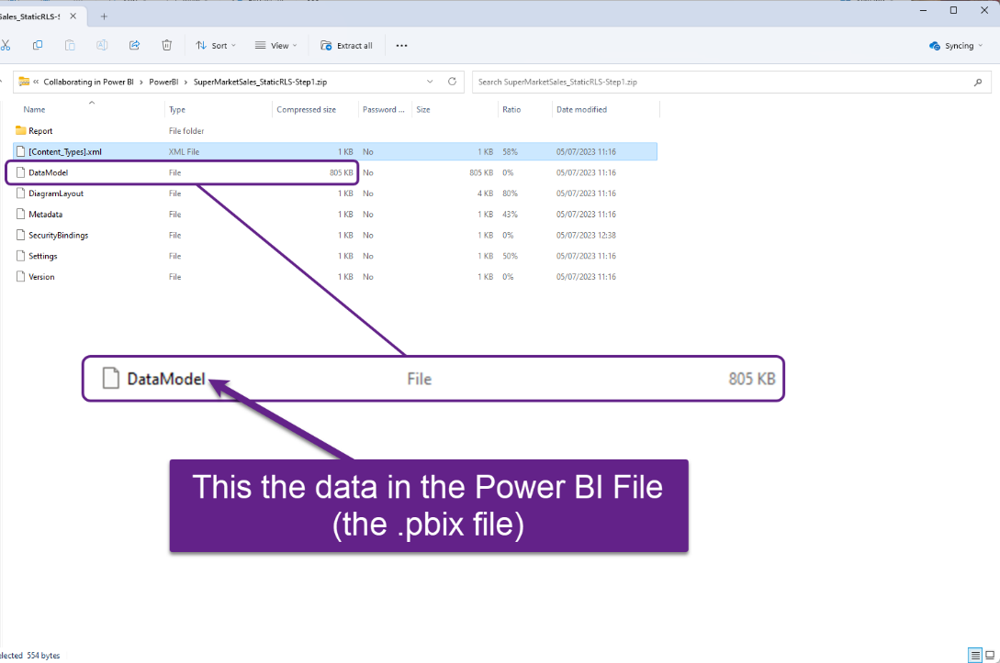 Sales_StaticRLS-S
Sort
View
Extract all
Syncing
Collaborating in Power BI > PowerBI > SuperMarketSales_StaticRLS-Step1.zip
Search SuperMarketSales_StaticRLS-Step1.zip
Name Type Compressed size Password ... Size Ratio Date modified
Report File folder
[Content_Types].xml XML File 1 KB No 1 KB 58% 05/07/2023 11:16
DataModel File 805 KB No 805 KB 0% 05/07/2023 11:16
DiagramLayout File 1 KB No 4 KB 80% 05/07/2023 11:16
Metadata File 1 KB No 1 KB 43% 05/07/2023 11:16
SecurityBindings File 1 KB No 1 KB 0% 05/07/2023 12:38
Settings File 1 KB No 1 KB 50% 05/07/2023 11:16
Version File 1 KB No 1 KB 0% 05/07/2023 11:16
DataModel File 805 KB
This the data in the Power BI File
(the .pbix file)
elected 554 bytes